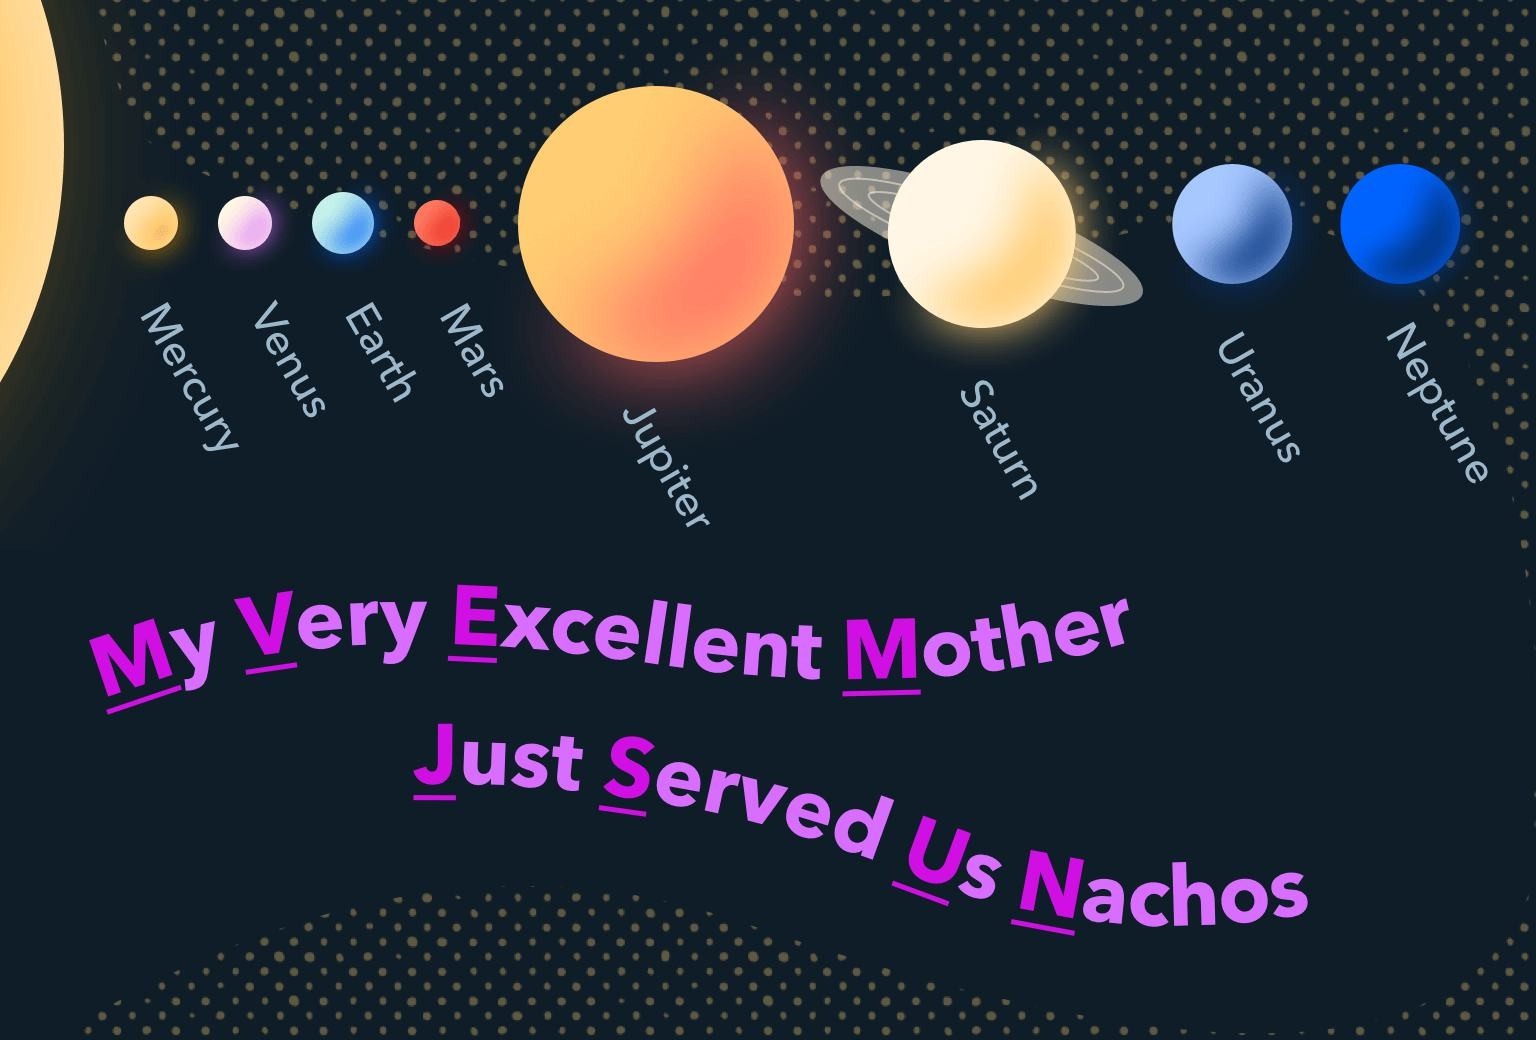 Mercury
Venus
Earth
Mars
Jupiter
Saturn
Uranus
Neptune
My Very Excellent Mother
Just Served Us Nachos